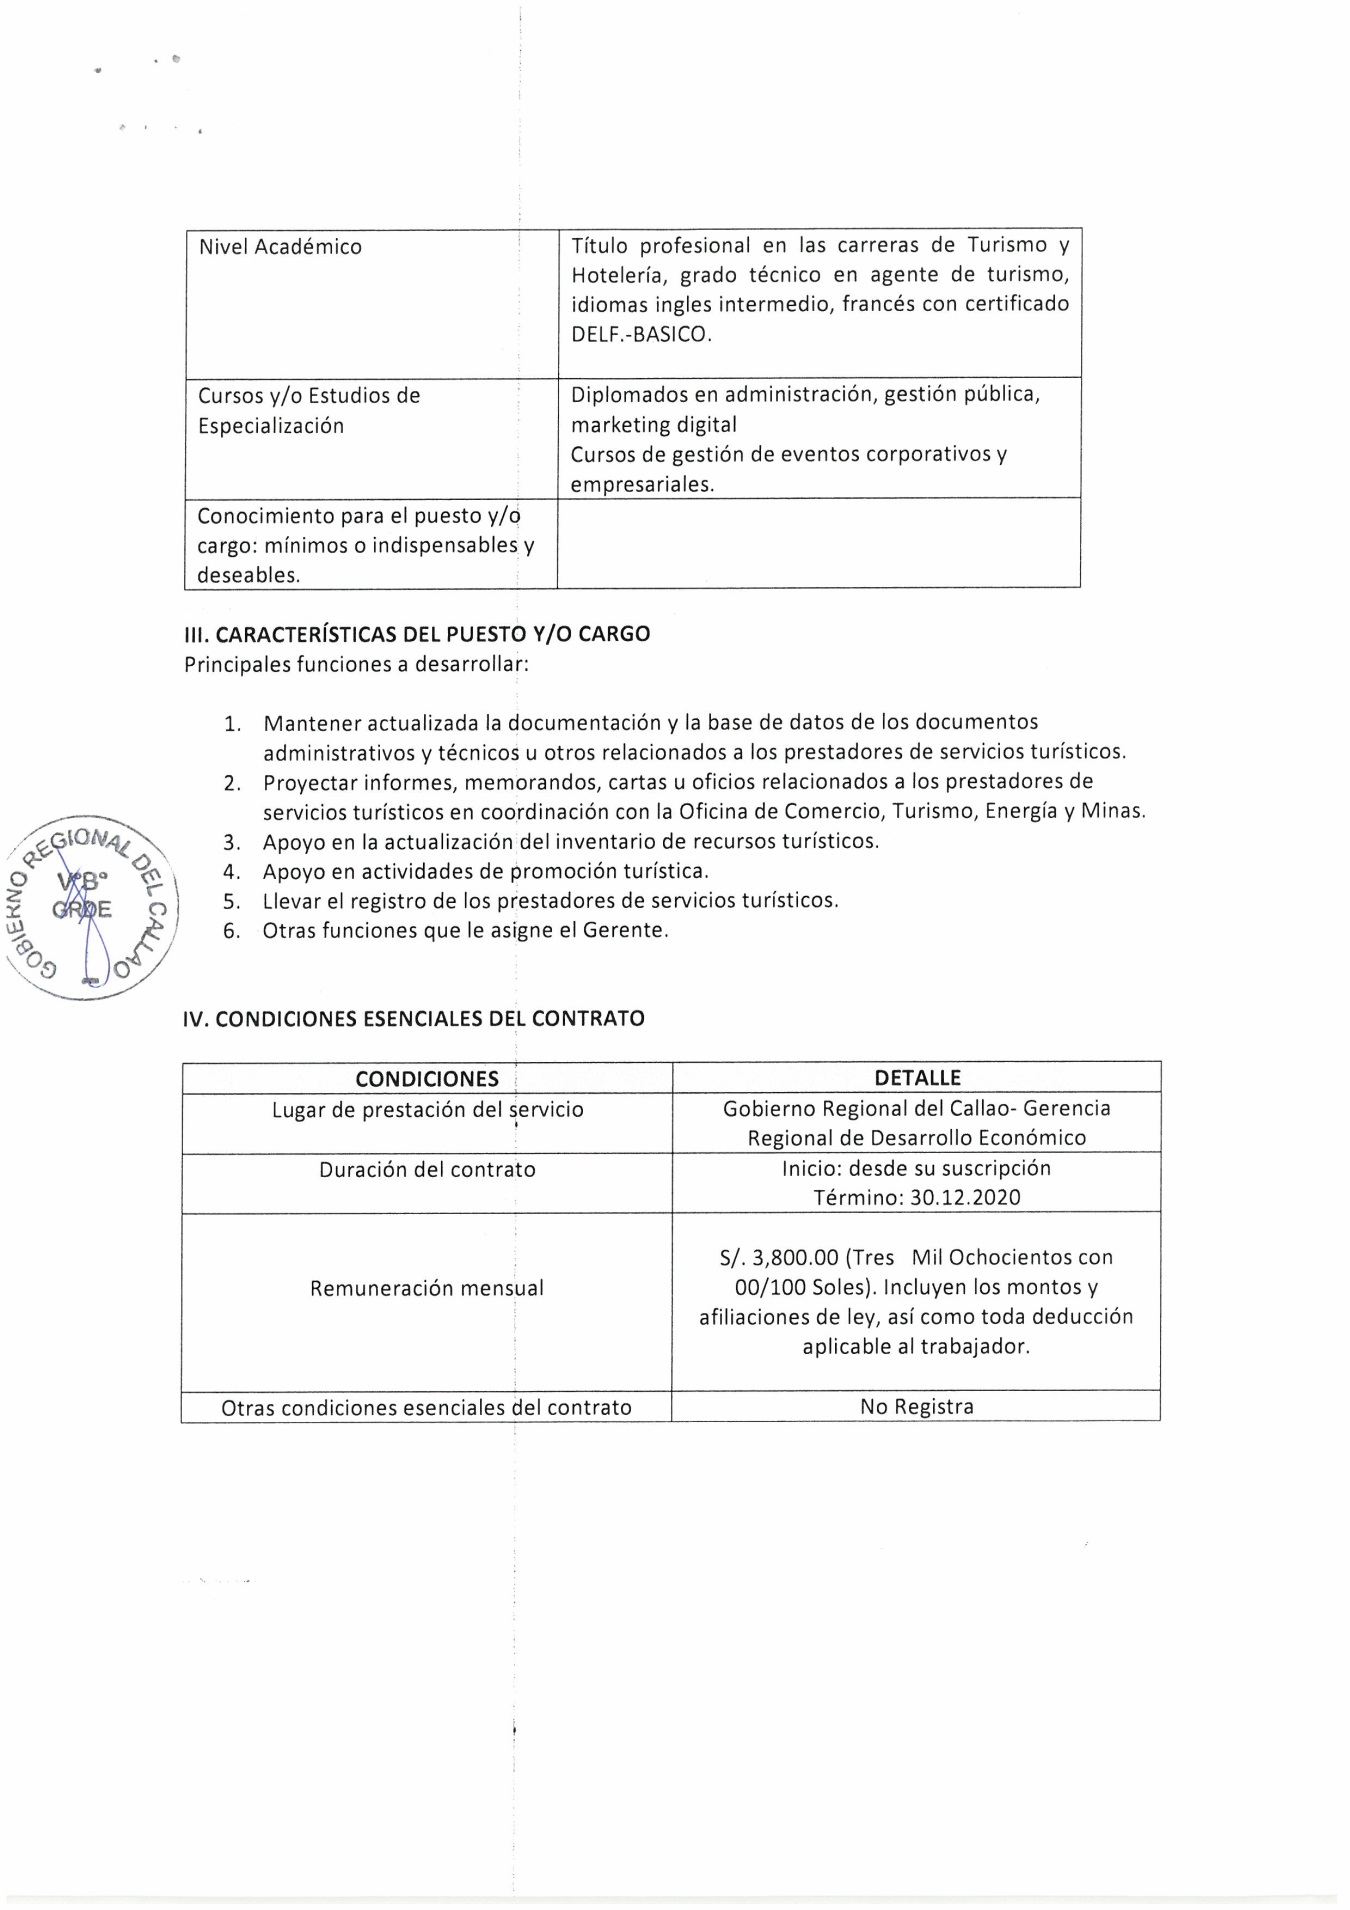 Nivel Académico
Título profesional en las carreras de Turismo y
Hotelería, grado técnico en agente de turismo,
idiomas ingles intermedio, francés con certificado
DELF.-BASICO.
Cursos y/o Estudios de
Especialización
Diplomados en administración, gestión pública,
marketing digital
Cursos de gestión de eventos corporativos y
empresariales.
Conocimiento para el puesto y/o
cargo: mínimos o indispensables y
deseables.
III. CARACTERÍSTICAS DEL PUESTO Y/O CARGO
Principales funciones a desarrollar:
1. Mantener actualizada la documentación y la base de datos de los documentos
administrativos y técnicos u otros relacionados a los prestadores de servicios turísticos.
2. Proyectar informes, memorandos, cartas u oficios relacionados a los prestadores de
servicios turísticos en coordinación con la Oficina de Comercio, Turismo, Energía y Minas.
3. Apoyo en la actualización del inventario de recursos turísticos.
4. Apoyo en actividades de promoción turística.
5. Llevar el registro de los prestadores de servicios turísticos.
6. Otras funciones que le asigne el Gerente.
GOBIERNO REGIONAL DEL CALLAO
V°B°
GRDE
IV. CONDICIONES ESENCIALES DEL CONTRATO
CONDICIONES
DETALLE
Lugar de prestación del servicio
Gobierno Regional del Callao- Gerencia
Regional de Desarrollo Económico
Duración del contrato
Inicio: desde su suscripción
Término: 30.12.2020
Remuneración mensual
S/. 3,800.00 (Tres Mil Ochocientos con
00/100 Soles). Incluyen los montos y
afiliaciones de ley, así como toda deducción
aplicable al trabajador.
Otras condiciones esenciales del contrato
No Registra